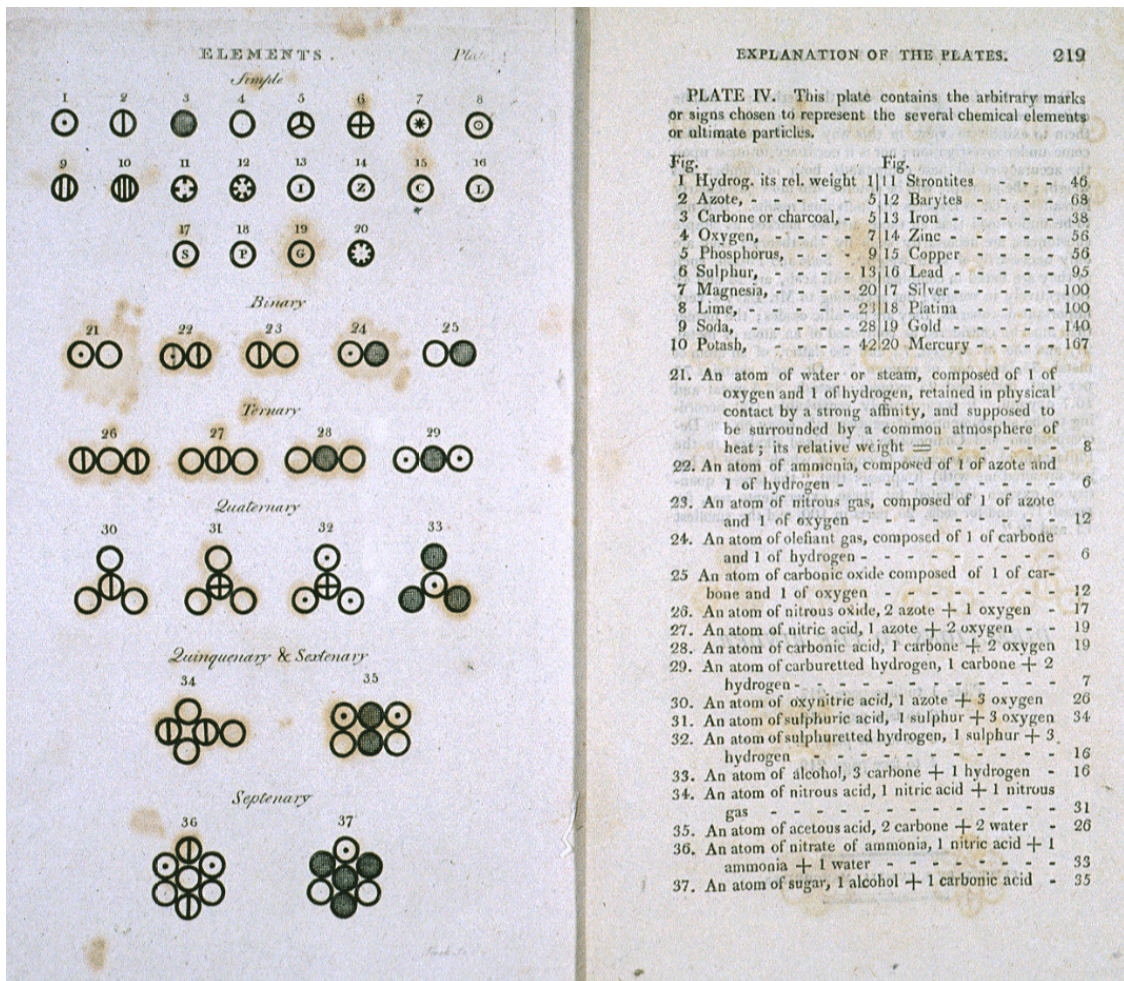 ELEMENTS.
Plate
Simple
1 2 3 4 5 6 7 8
9 10 11 12 13 14 15 16
I Z C L
17 18 19 20
S P G
Binary
21 22 23 24 25
Ternary
26 27 28 29
Quaternary
30 31 32 33
Quinquenary & Sextenary
34 35
Septenary
36 37
EXPLANATION OF THE PLATES. 219
PLATE IV. This plate contains the arbitrary marks
or signs chosen to represent the several chemical elements
or ultimate particles.
Fig. Fig.
1 Hydrog. its rel. weight 1 11 Strontites - - - 46
2 Azote, - - - - 5 12 Barytes - - - 68
3 Carbone or charcoal, - 5 13 Iron - - - - 38
4 Oxygen, - - - - 7 14 Zinc - - - - 56
5 Phosphorus, - - - 9 15 Copper - - - 56
6 Sulphur, - - - - 13 16 Lead - - - - 95
7 Magnesia, - - - - 20 17 Silver - - - - 100
8 Lime, - - - - - 23 18 Platina - - - 100
9 Soda, - - - - - 28 19 Gold - - - - 140
10 Potash, - - - - 42 20 Mercury - - - - 167
21. An atom of water or steam, composed of 1 of
oxygen and 1 of hydrogen, retained in physical
contact by a strong affinity, and supposed to
be surrounded by a common atmosphere of
heat; its relative weight = - - - - - 8
22. An atom of ammonia, composed of 1 of azote and
1 of hydrogen - - - - - - - - - 6
23. An atom of nitrous gas, composed of 1 of azote
and 1 of oxygen - - - - - - - - 12
24. An atom of olefiant gas, composed of 1 of carbone
and 1 of hydrogen - - - - - - - - 6
25 An atom of carbonic oxide composed of 1 of car-
bone and 1 of oxygen - - - - - - - 12
26. An atom of nitrous oxide, 2 azote + 1 oxygen - 17
27. An atom of nitric acid, 1 azote + 2 oxygen - - 19
28. An atom of carbonic acid, 1 carbone + 2 oxygen 19
29. An atom of carburetted hydrogen, 1 carbone + 2
hydrogen - - - - - - - - - - 7
30. An atom of oxynitric acid, 1 azote + 3 oxygen 26
31. An atom of sulphuric acid, 1 sulphur + 3 oxygen 34
32. An atom of sulphuretted hydrogen, 1 sulphur + 3
hydrogen - - - - - - - - - - 16
33. An atom of alcohol, 3 carbone + 1 hydrogen - 16
34. An atom of nitrous acid, 1 nitric acid + 1 nitrous
gas - - - - - - - - - - - 31
35. An atom of acetous acid, 2 carbone + 2 water - 26
36. An atom of nitrate of ammonia, 1 nitric acid + 1
ammonia + 1 water - - - - - - - 33
37. An atom of sugar, 1 alcohol + 1 carbonic acid - 35